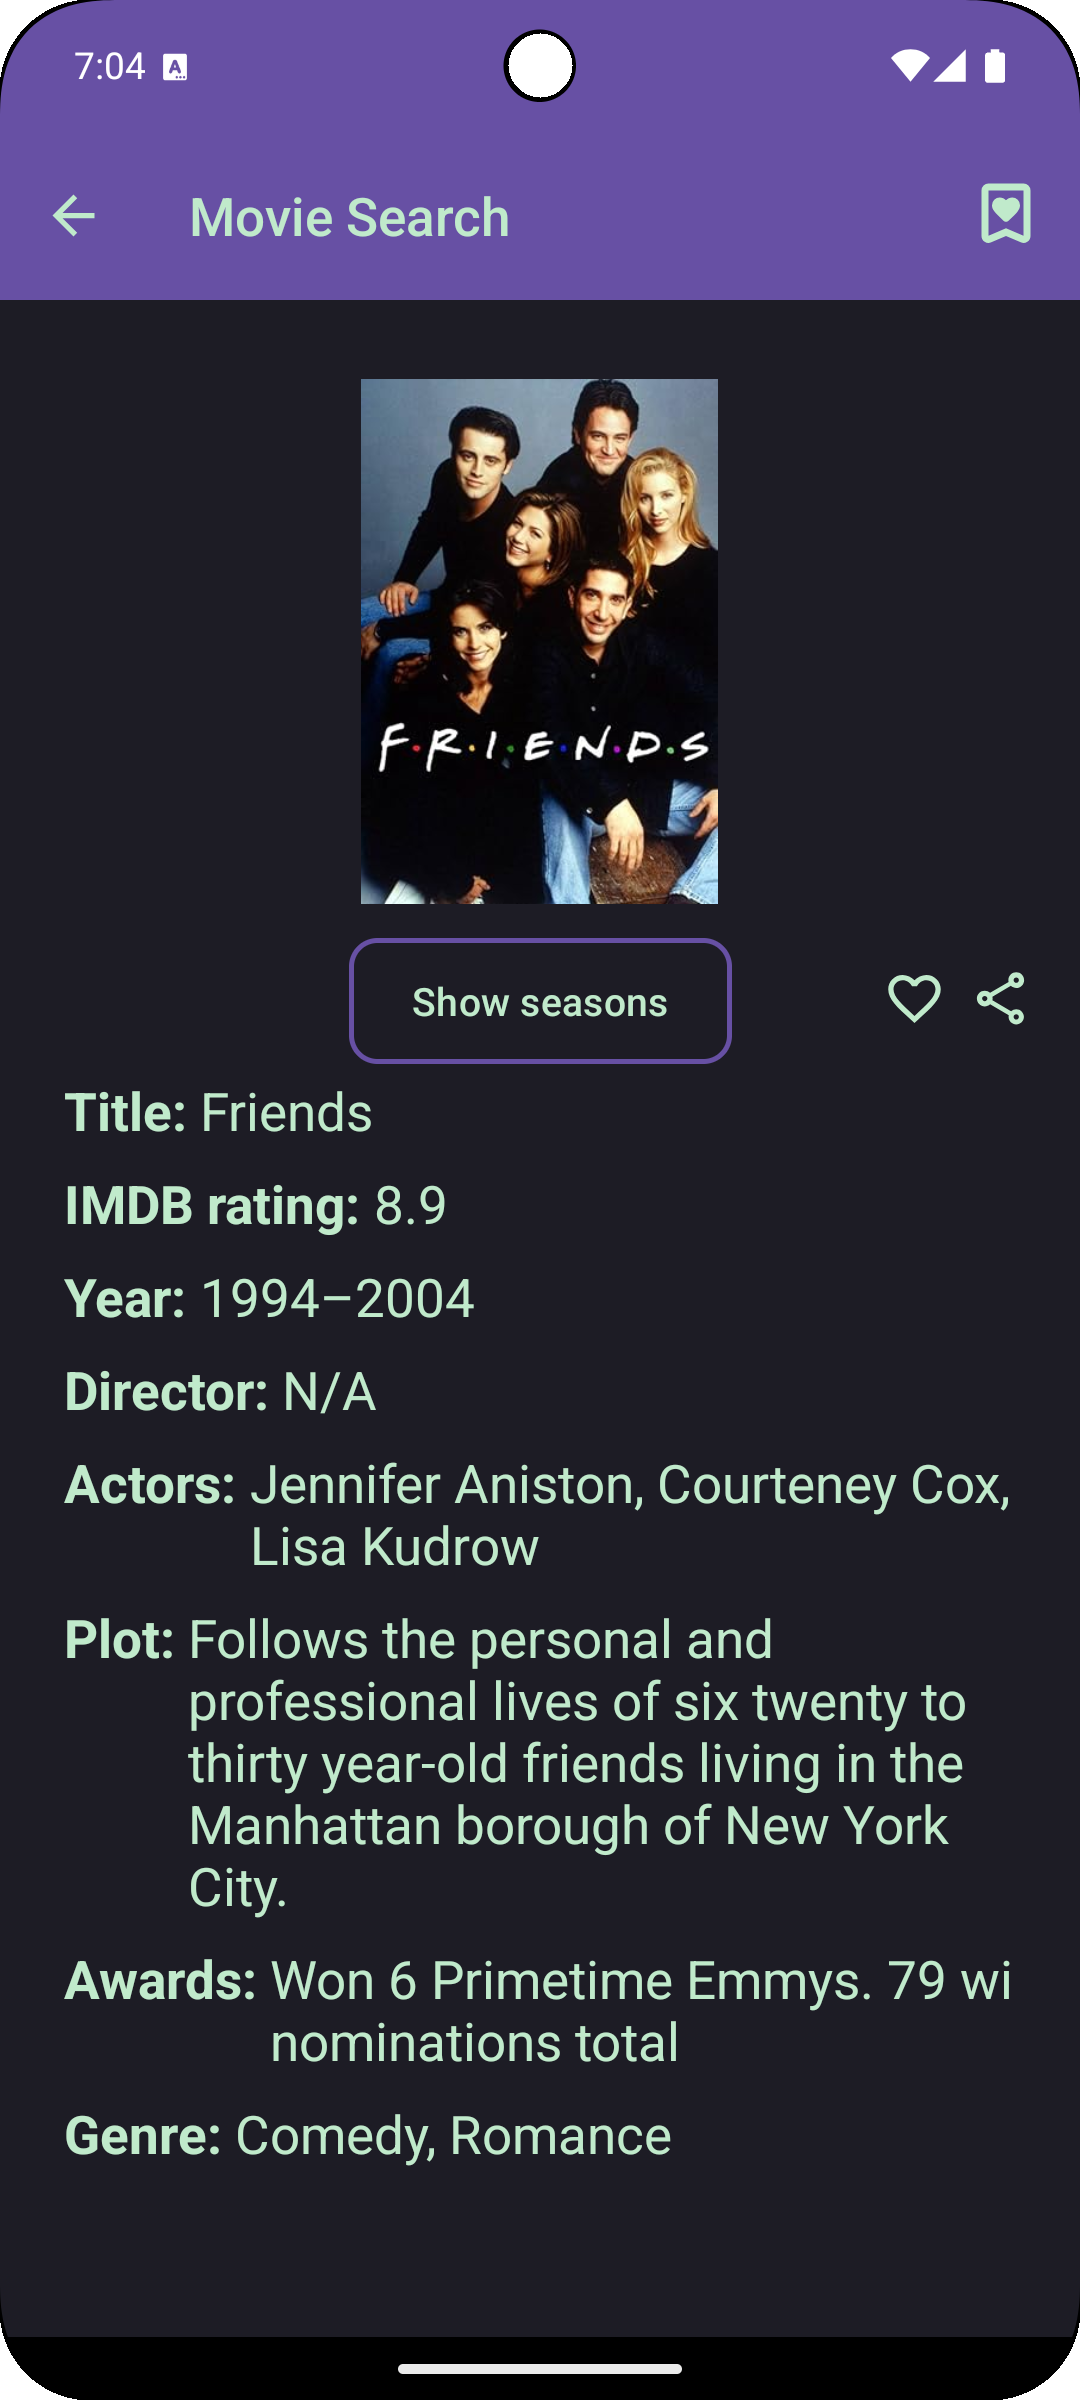 7:04
Movie Search
F•R•I•E•N•D•S
Show seasons
Title: Friends
IMDB rating: 8.9
Year: 1994–2004
Director: N/A
Actors: Jennifer Aniston, Courteney Cox,
Lisa Kudrow
Plot: Follows the personal and
professional lives of six twenty to
thirty year-old friends living in the
Manhattan borough of New York
City.
Awards: Won 6 Primetime Emmys. 79 wi
nominations total
Genre: Comedy, Romance